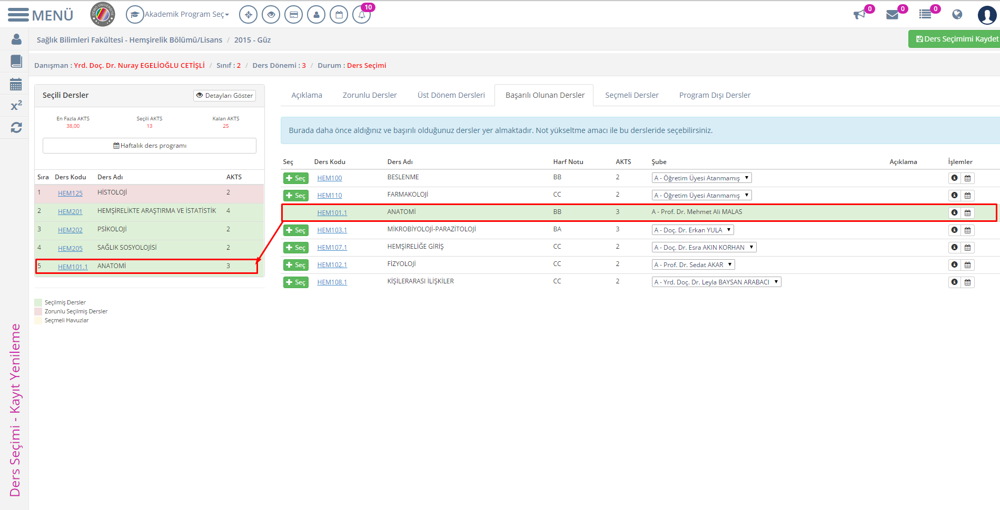 MENÜ
DEMO ÜNİVERSİTE
Akademik Program Seç
10
0
0
0
Sağlık Bilimleri Fakültesi - Hemşirelik Bölümü/Lisans / 2015 - Güz
Ders Seçimimi Kaydet
Danışman : Yrd. Doç. Dr. Nuray EGELİOĞLU CETİŞLİ / Sınıf : 2 / Ders Dönemi : 3 / Durum : Ders Seçimi
x2
Seçili Dersler
Detayları Göster
En Fazla AKTS Seçili AKTS Kalan AKTS
38,00 13 25
Haftalık ders programı
Sıra Ders Kodu Ders Adı AKTS
1 HEM125 HİSTOLOJİ 2
2 HEM201 HEMŞİRELİKTE ARAŞTIRMA VE İSTATİSTİK 4
3 HEM202 PSİKOLOJİ 2
4 HEM205 SAĞLIK SOSYOLOJİSİ 2
5 HEM101.1 ANATOMİ 3
Seçilmiş Dersler
Zorunlu Seçilmiş Dersler
Seçmeli Havuzlar
Açıklama Zorunlu Dersler Üst Dönem Dersleri Başarılı Olunan Dersler Seçmeli Dersler Program Dışı Dersler
Burada daha önce aldığınız ve başırılı olduğunuz dersler yer almaktadır. Not yükseltme amacı ile bu dersleride seçebilirsiniz.
Seç Ders Kodu Ders Adı Harf Notu AKTS Şube Açıklama İşlemler
Seç HEM100 BESLENME BB 2 A - Öğretim Üyesi Atanmamış
Seç HEM110 FARMAKOLOJİ CC 2 A - Öğretim Üyesi Atanmamış
HEM101.1 ANATOMİ BB 3 A - Prof. Dr. Mehmet Ali MALAS
Seç HEM103.1 MİKROBİYOLOJİ-PARAZİTOLOJİ BA 3 A - Doç. Dr. Erkan YULA
Seç HEM107.1 HEMŞİRELİĞE GİRİŞ CC 2 A - Doç. Dr. Esra AKIN KORHAN
Seç HEM102.1 FİZYOLOJİ CC 2 A - Prof. Dr. Sedat AKAR
Seç HEM108.1 KİŞİLERARASI İLİŞKİLER CC 2 A - Yrd. Doç. Dr. Leyla BAYSAN ARABACI
Ders Seçimi - Kayıt Yenileme